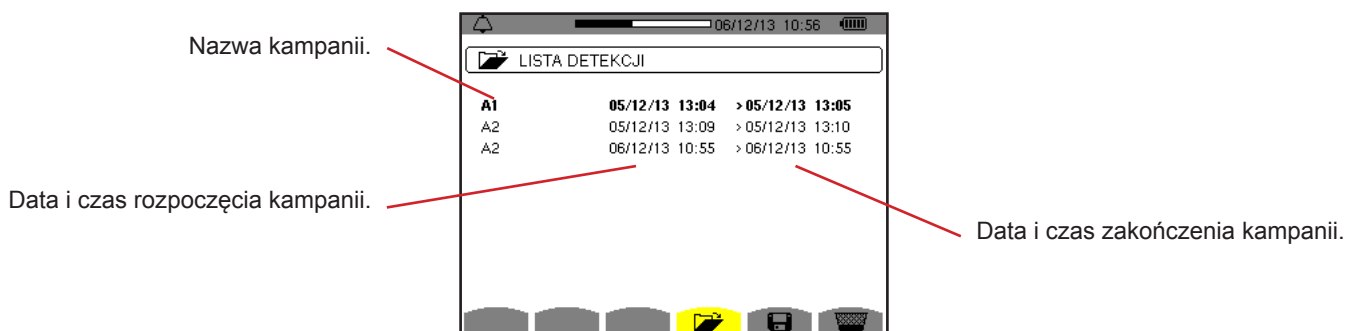 06/12/13 10:56
Nazwa kampanii.
LISTA DETEKCJI
A1 05/12/13 13:04 > 05/12/13 13:05
A2 05/12/13 13:09 > 05/12/13 13:10
A2 06/12/13 10:55 > 06/12/13 10:55
Data i czas rozpoczęcia kampanii.
Data i czas zakończenia kampanii.